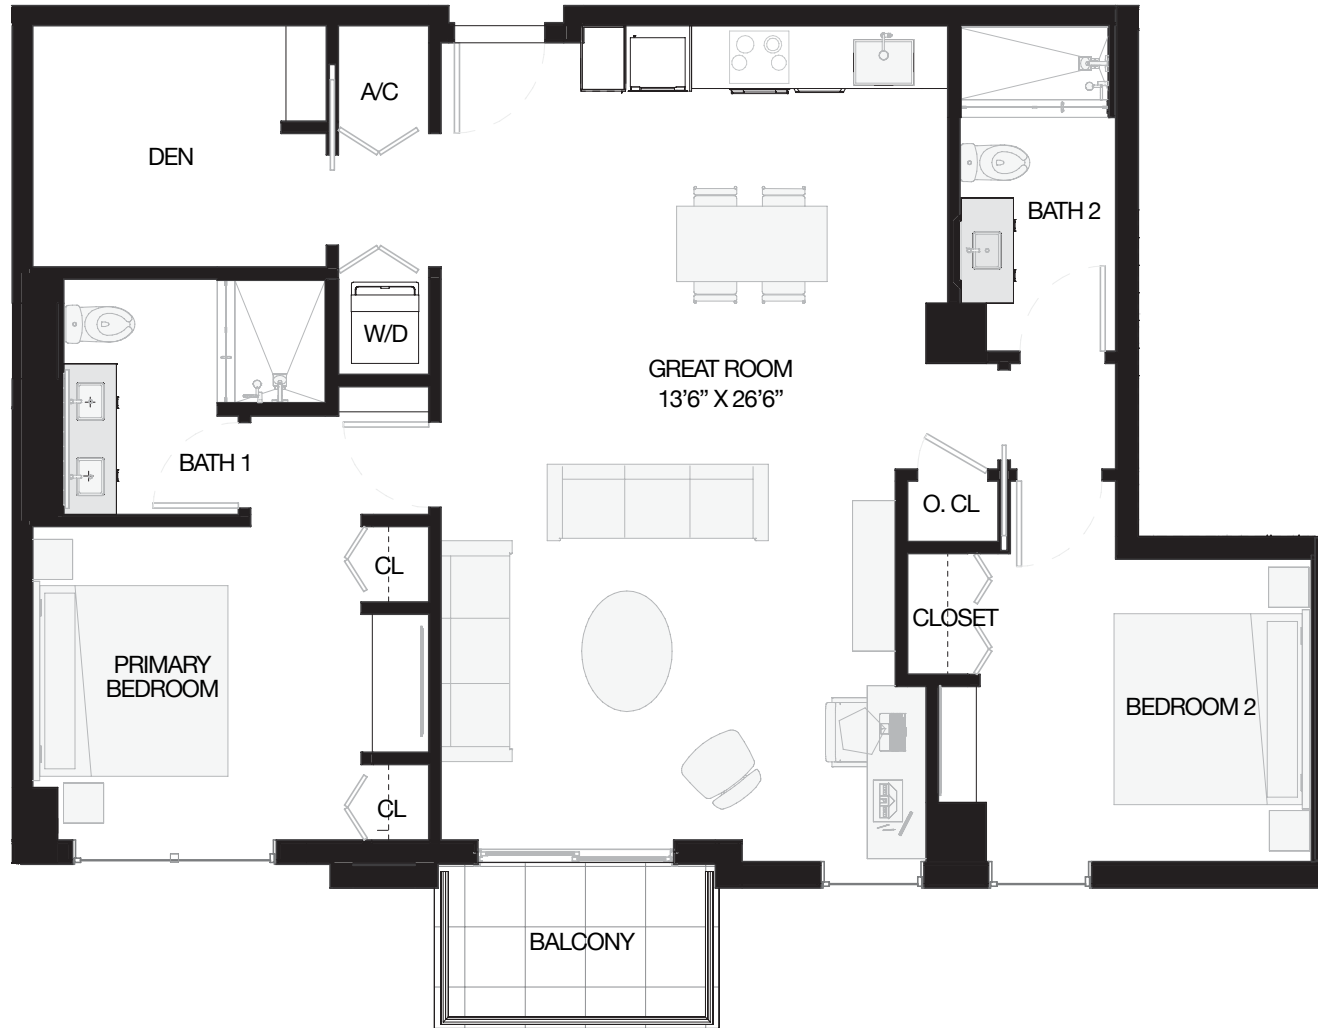 A/C
DEN
BATH 2
W/D
GREAT ROOM
13'6" X 26'6"
BATH 1
O. CL
CL
CLOSET
PRIMARY
BEDROOM
BEDROOM 2
CL
BALCONY